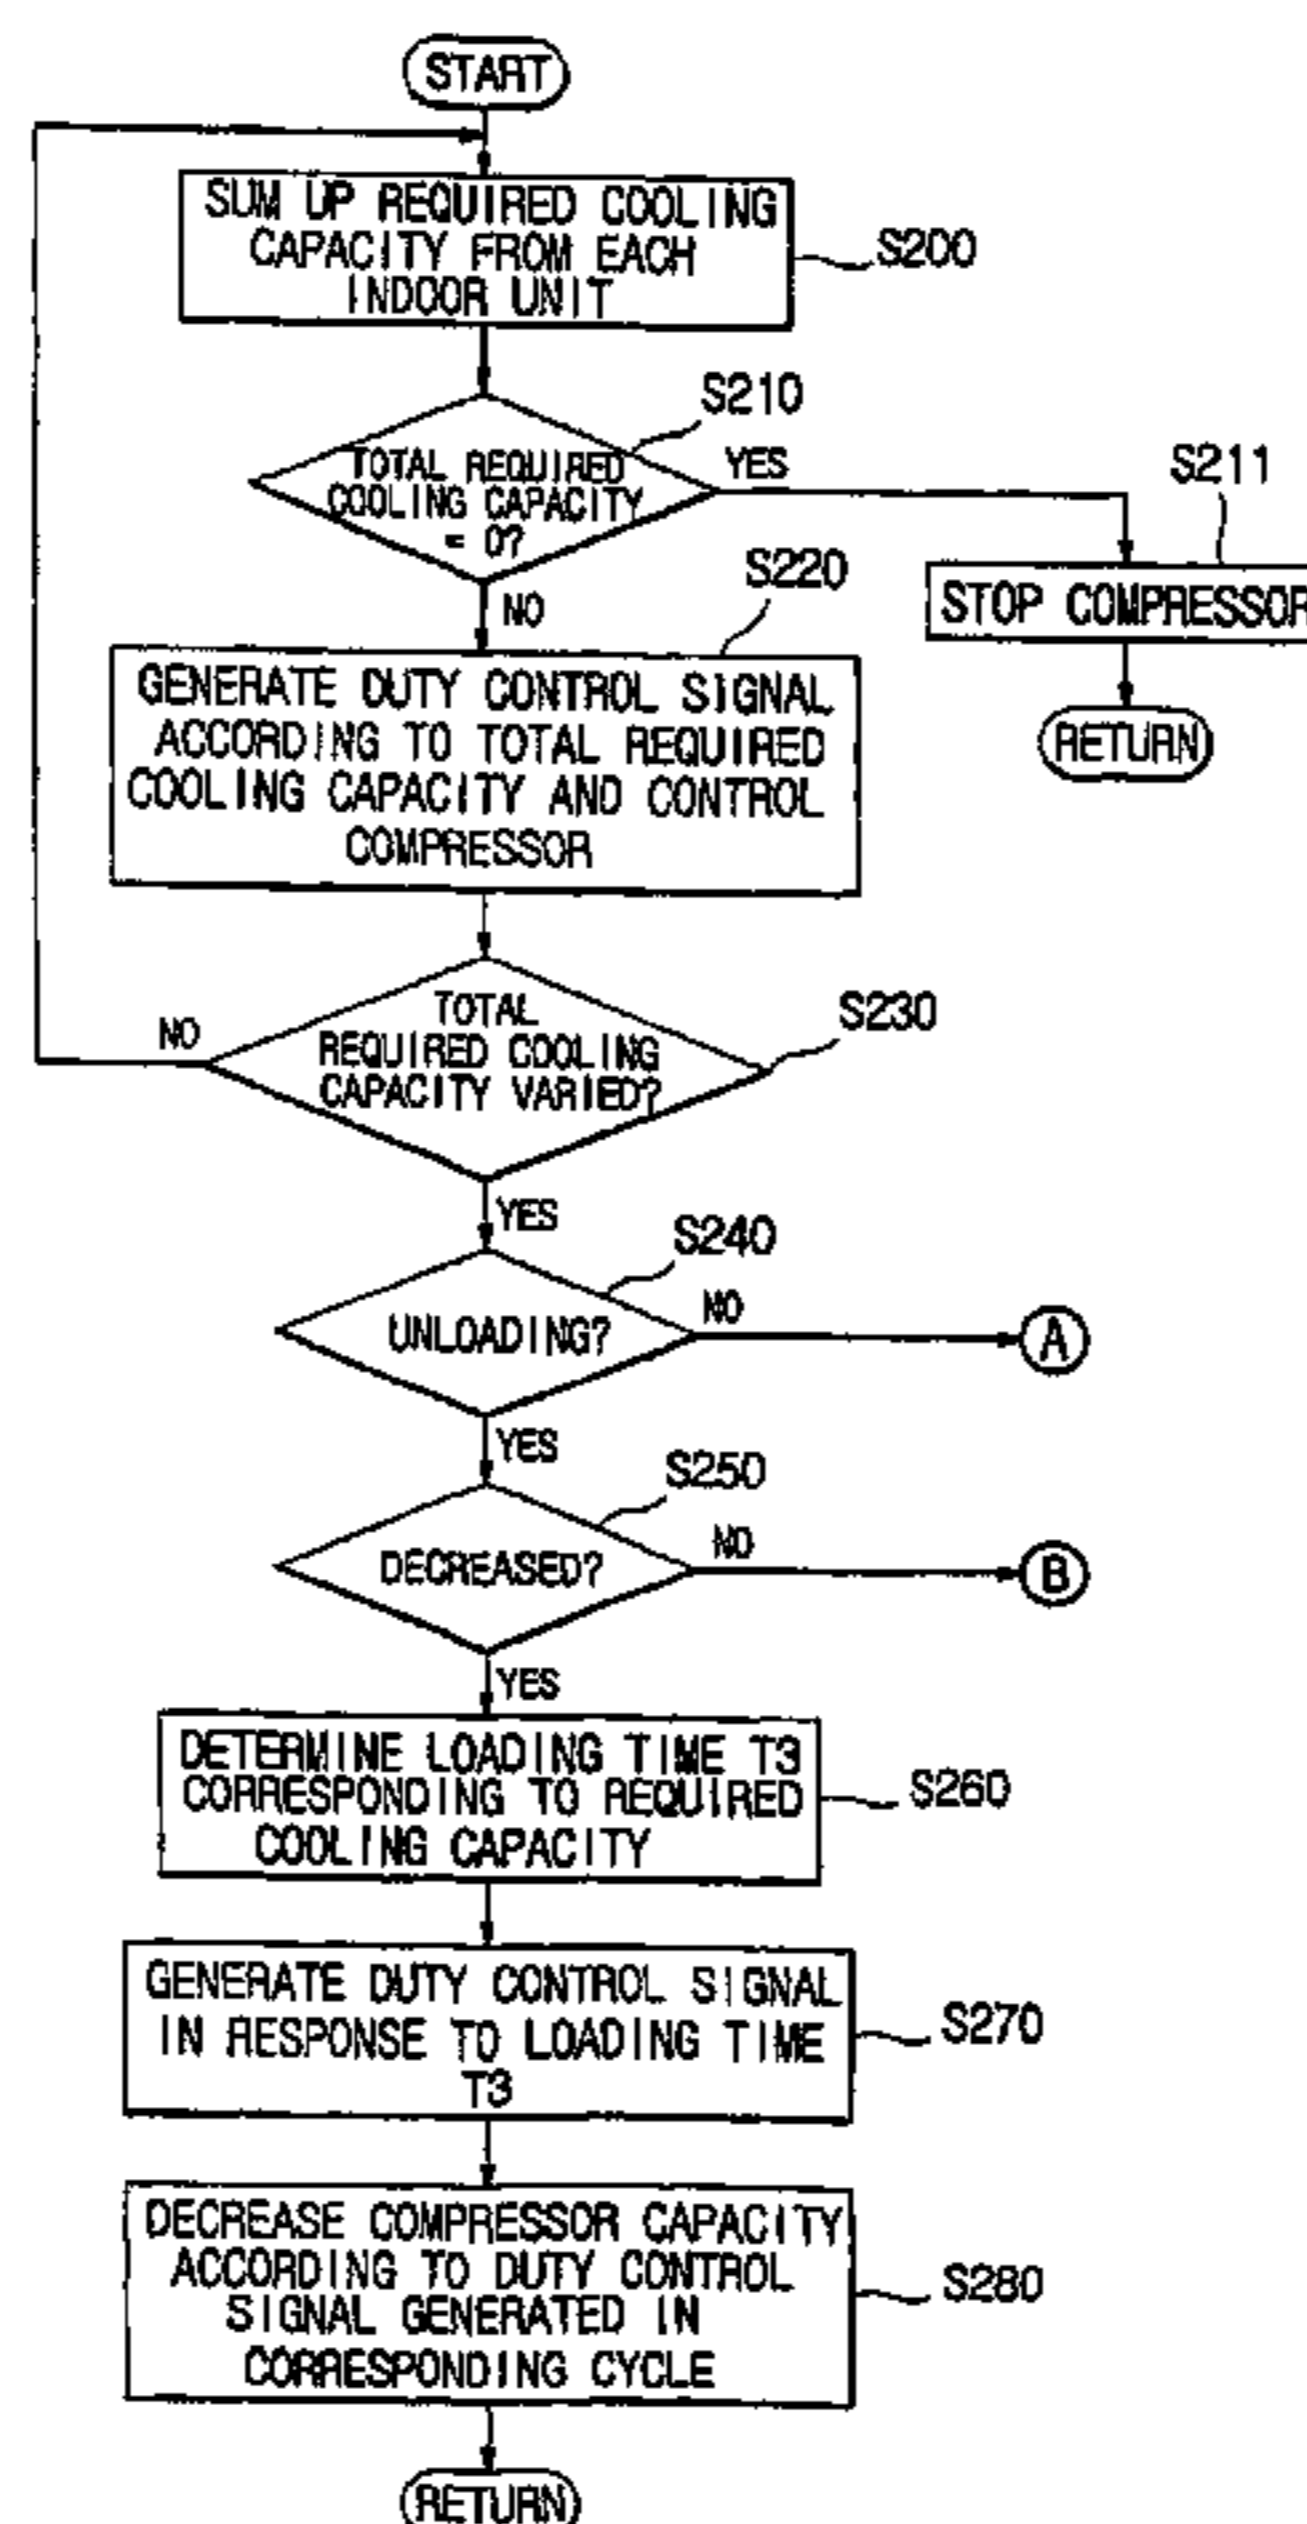 START
SUM UP REQUIRED COOLING
CAPACITY FROM EACH
INDOOR UNIT
S200
S210
TOTAL REQUIRED
COOLING CAPACITY
= 0?
YES
S211
STOP COMPRESSOR
RETURN
NO
S220
GENERATE DUTY CONTROL SIGNAL
ACCORDING TO TOTAL REQUIRED
COOLING CAPACITY AND CONTROL
COMPRESSOR
S230
TOTAL
REQUIRED COOLING
CAPACITY VARIED?
NO
YES
S240
UNLOADING?
NO
A
YES
S250
DECREASED?
NO
B
YES
DETERMINE LOADING TIME T3
CORRESPONDING TO REQUIRED
COOLING CAPACITY
S260
GENERATE DUTY CONTROL SIGNAL
IN RESPONSE TO LOADING TIME
T3
S270
DECREASE COMPRESSOR CAPACITY
ACCORDING TO DUTY CONTROL
SIGNAL GENERATED IN
CORRESPONDING CYCLE
S280
RETURN